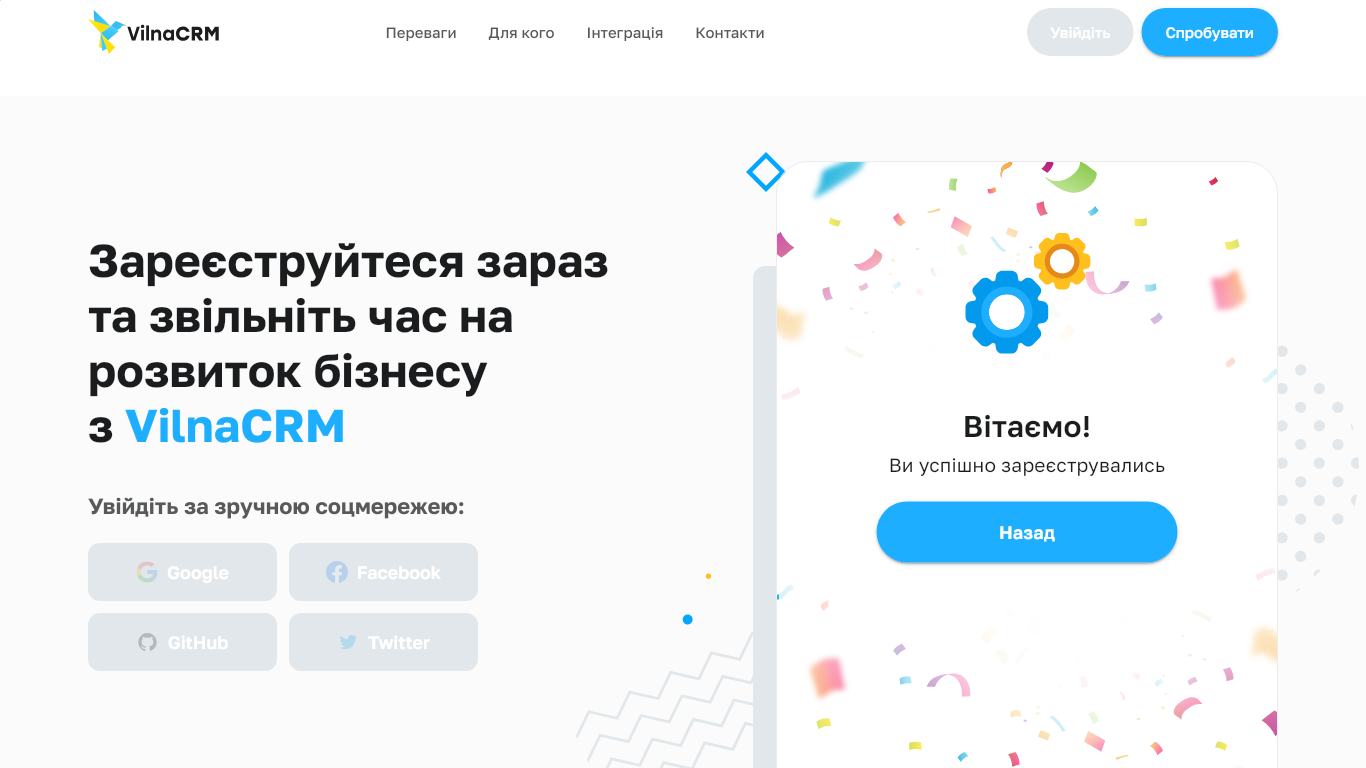 VilnaCRM
Переваги
Для кого
Інтеграція
Контакти
Увійдіть
Спробувати
Зареєструйтеся зараз
та звільніть час на
розвиток бізнесу
з VilnaCRM
Увійдіть за зручною соцмережею:
Google
Facebook
GitHub
Twitter
Вітаємо!
Ви успішно зареєструвались
Назад